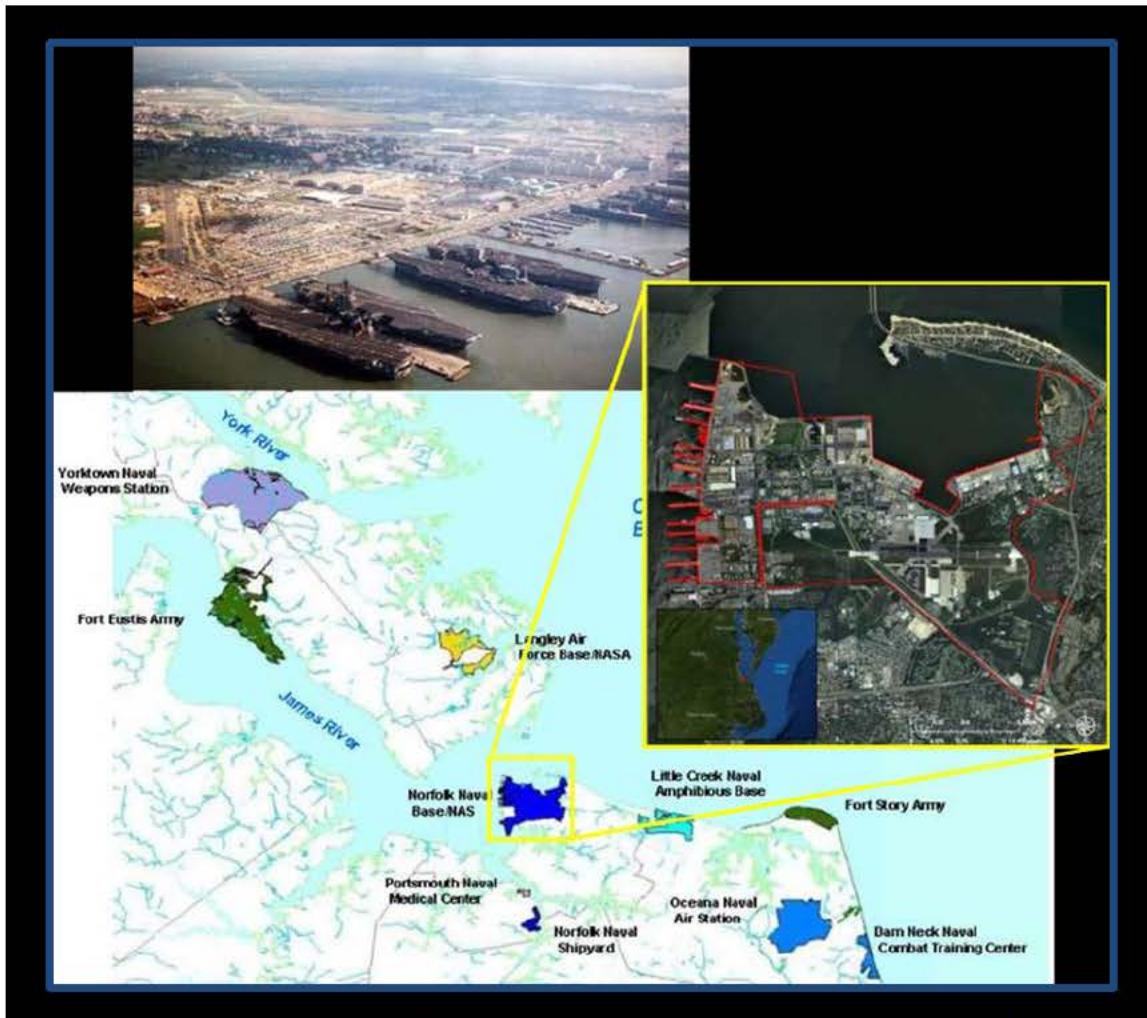 York River
Yorktown Naval
Weapons Station
C
B
Fort Eustis Army
Langley Air
Force Base/NASA
James River
Norfolk Naval
Base/NAS
Little Creek Naval
Amphibious Base
Fort Story Army
Portsmouth Naval
Medical Center
Norfolk Naval
Shipyard
Oceana Naval
Air Station
Dam Neck Naval
Combat Training Center